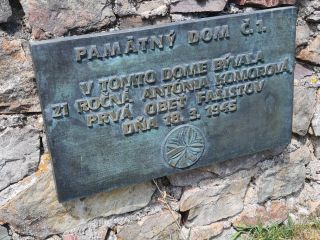 PAMÄTNÝ DOM Č.1.
V TOMTO DOME BÝVALA
21 ROČNÁ ANTÓNIA KOMOROVÁ
PRVÁ OBEŤ FAŠISTOV
DŇA 18.3.1945